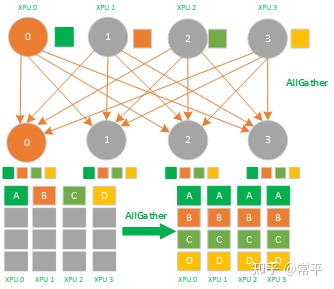 XPU 0 XPU 1 XPU 2 XPU 3
0 1 2 3
AllGather
0 1 2 3
A B C D
AllGather
XPU 0 XPU 1 XPU 2 XPU 3
A A A A
B B B B
C C C C
D D D D
XPU 0 XPU 1 XPU 2 XPU 3
知乎 @常平